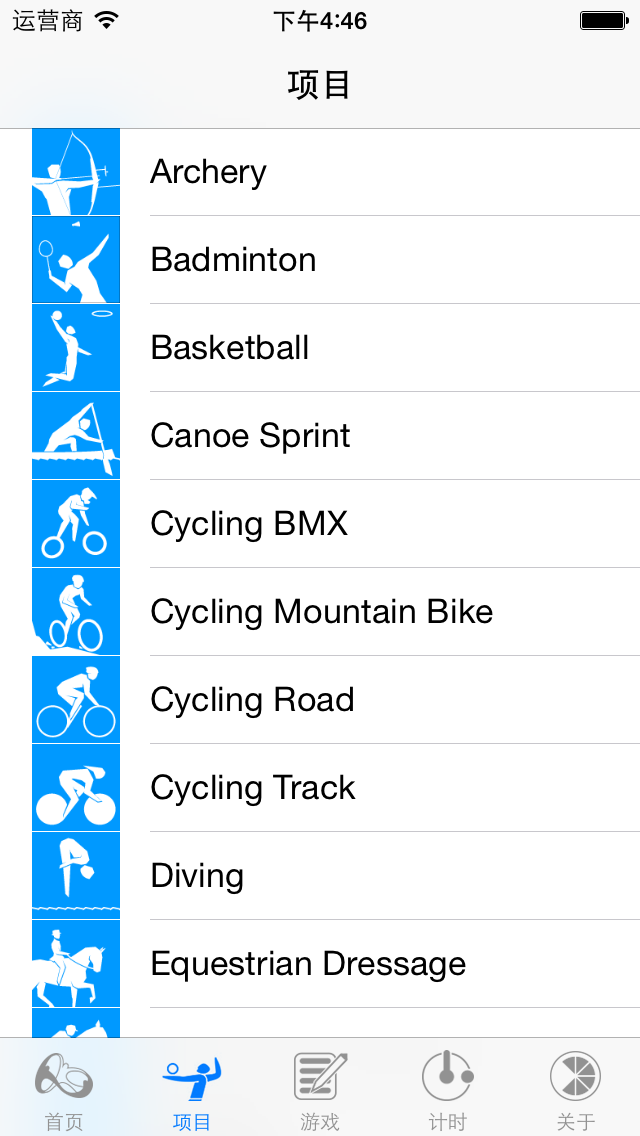 运营商 下午4:46
项目
Archery
Badminton
Basketball
Canoe Sprint
Cycling BMX
Cycling Mountain Bike
Cycling Road
Cycling Track
Diving
Equestrian Dressage
首页 项目 游戏 计时 关于